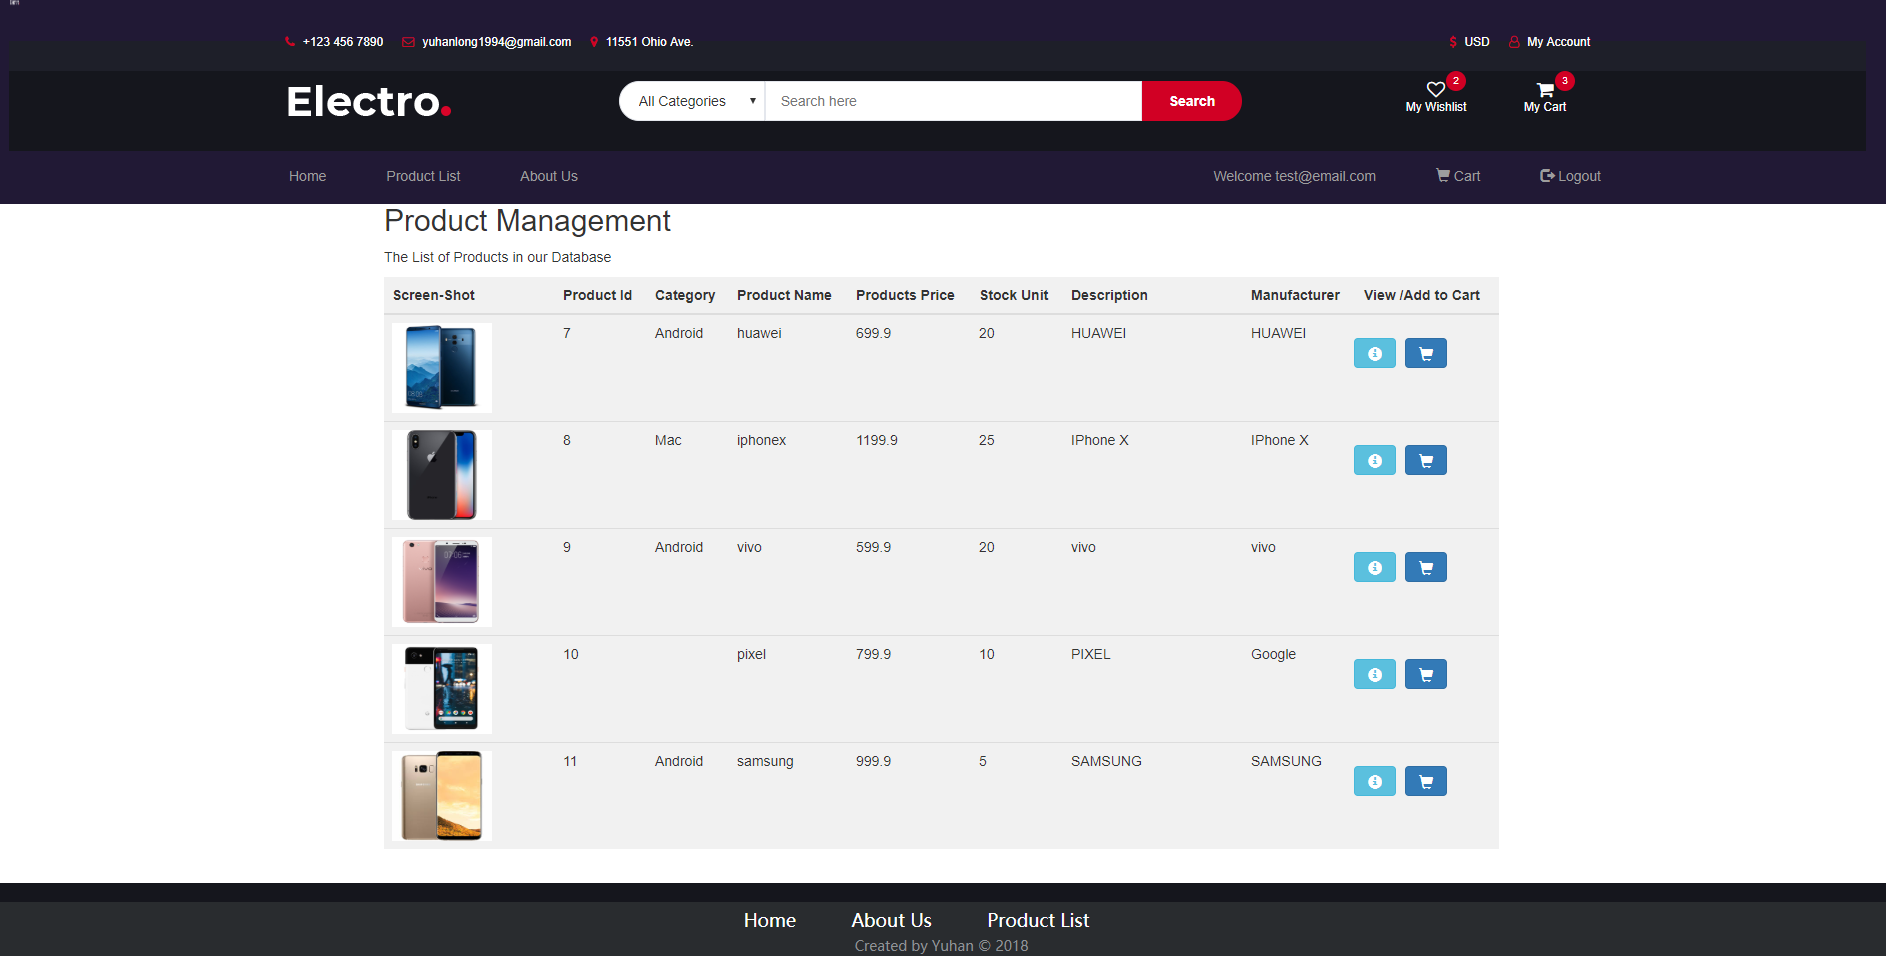 +123 456 7890 yuhanlong1994@gmail.com 11551 Ohio Ave. $ USD My Account
Electro. All Categories Search here Search 2 My Wishlist 3 My Cart
Home Product List About Us Welcome test@email.com Cart Logout
Product Management
The List of Products in our Database
Screen-Shot Product Id Category Product Name Products Price Stock Unit Description Manufacturer View /Add to Cart
7 Android huawei 699.9 20 HUAWEI HUAWEI
8 Mac iphonex 1199.9 25 IPhone X IPhone X
9 Android vivo 599.9 20 vivo vivo
10 pixel 799.9 10 PIXEL Google
11 Android samsung 999.9 5 SAMSUNG SAMSUNG
Home About Us Product List
Created by Yuhan © 2018